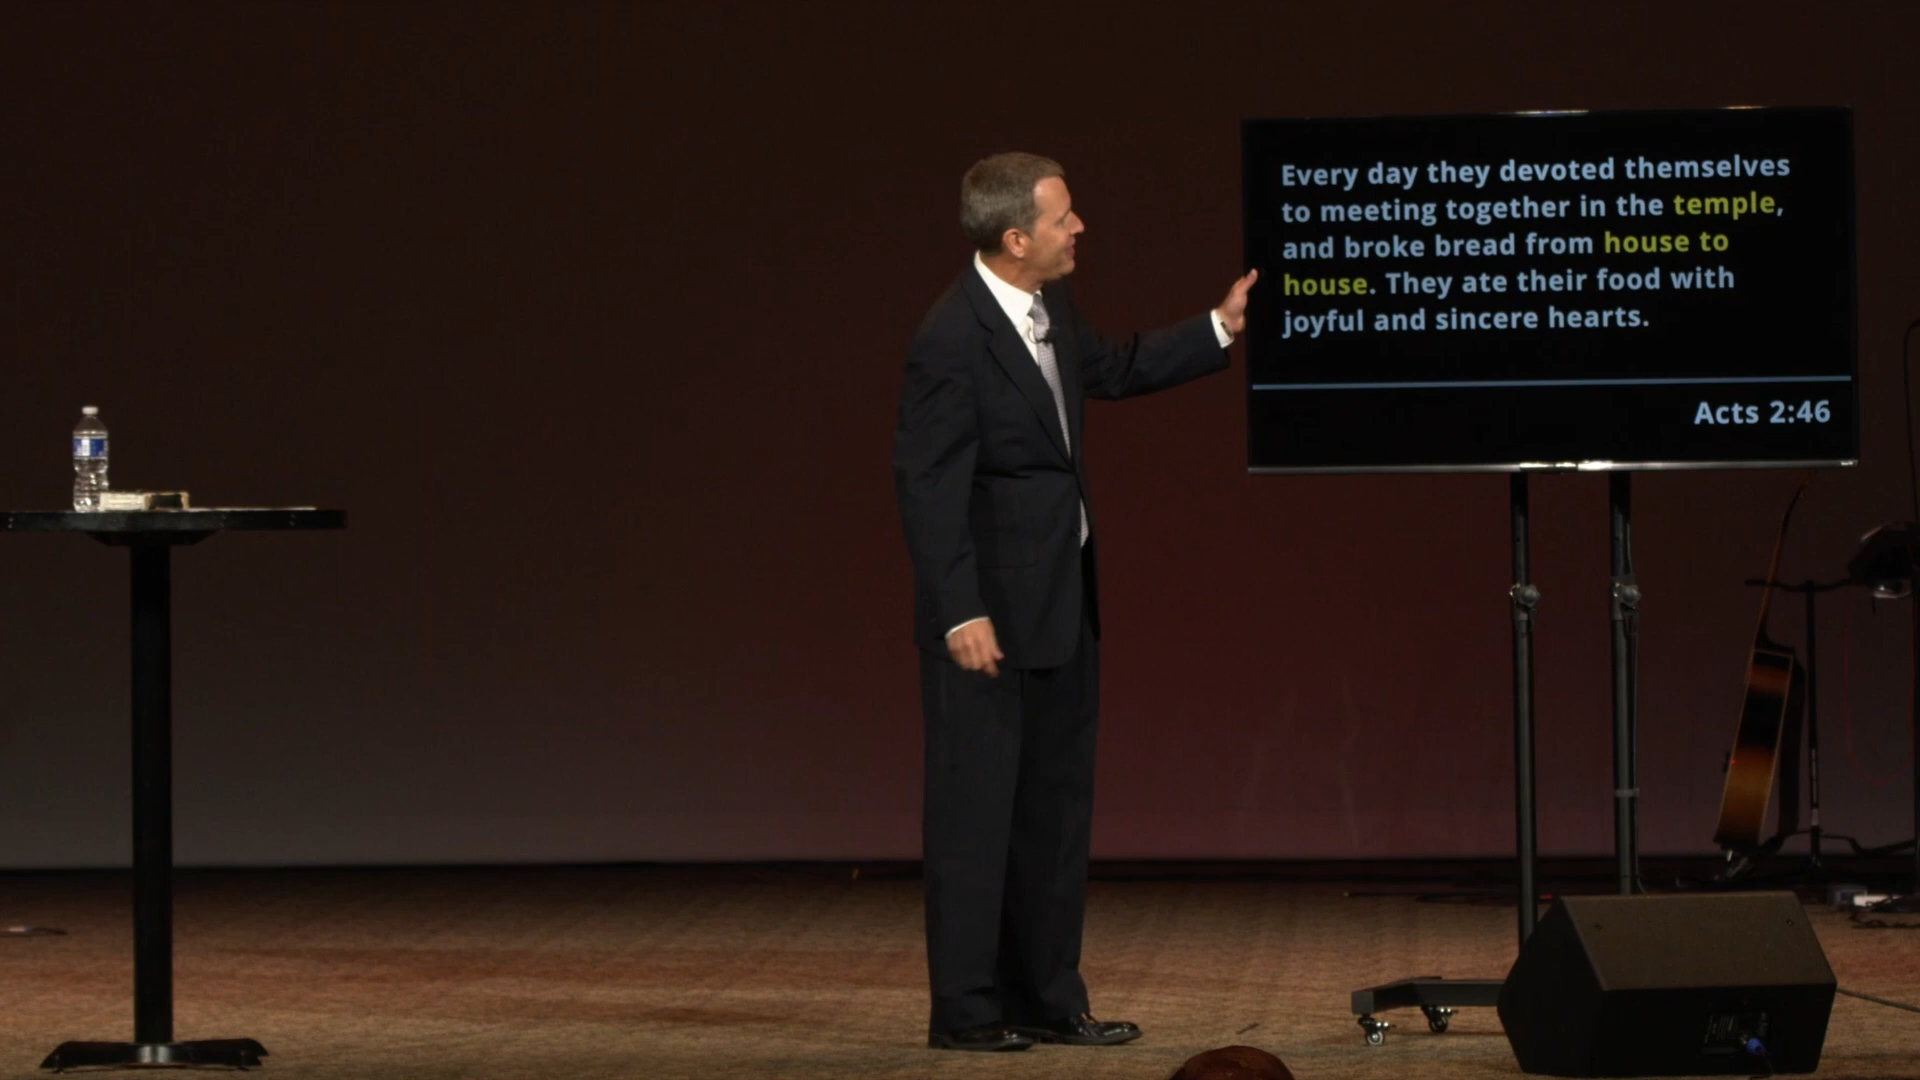 Every day they devoted themselves
to meeting together in the temple,
and broke bread from house to
house. They ate their food with
joyful and sincere hearts.
Acts 2:46